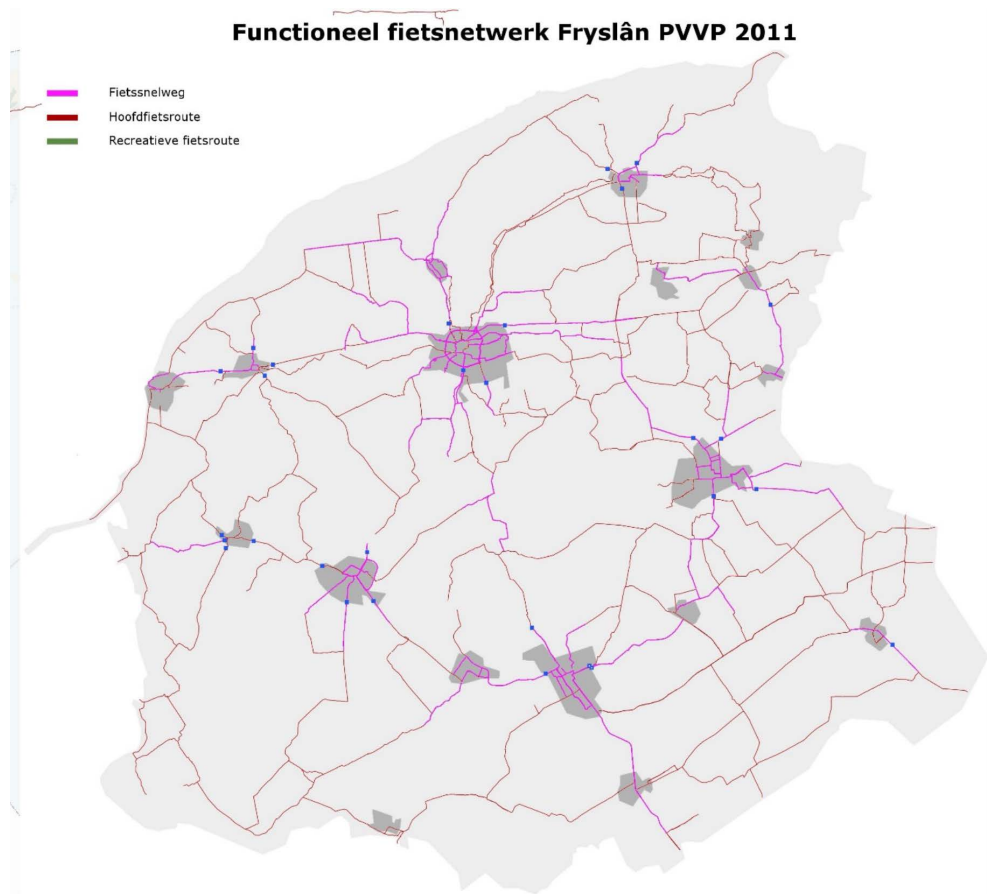 Functioneel fietsnetwerk Fryslân PVVP 2011
Fietssnelweg
Hoofdfietsroute
Recreatieve fietsroute